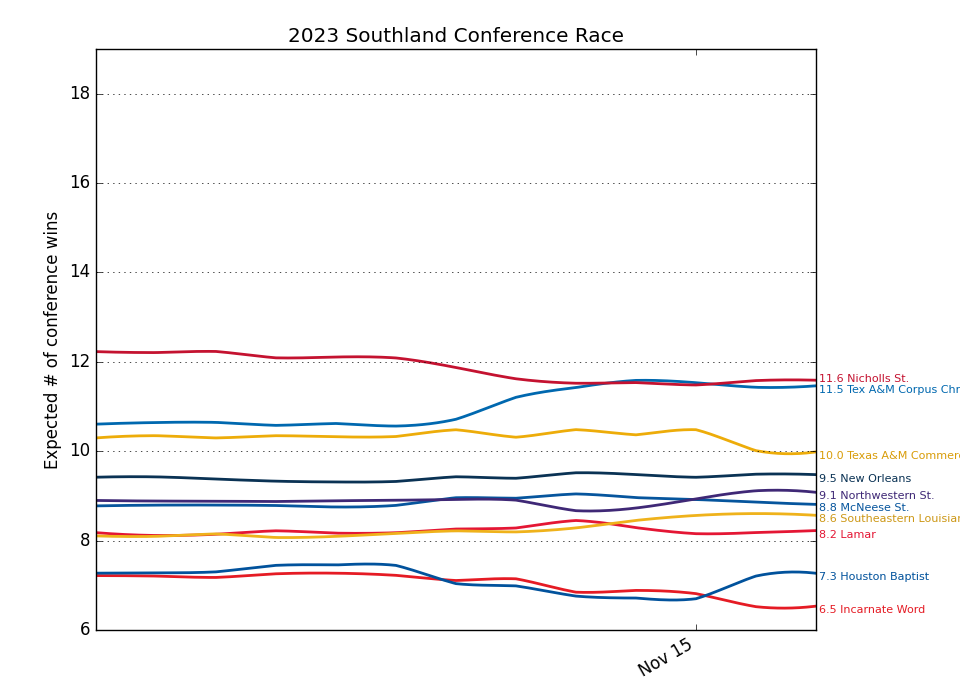 2023 Southland Conference Race
Expected # of conference wins
18
16
14
12
10
8
6
11.6 Nicholls St.
11.5 Tex A&M Corpus Chr
10.0 Texas A&M Commerc
9.5 New Orleans
9.1 Northwestern St.
8.8 McNeese St.
8.6 Southeastern Louisian
8.2 Lamar
7.3 Houston Baptist
6.5 Incarnate Word
Nov 15